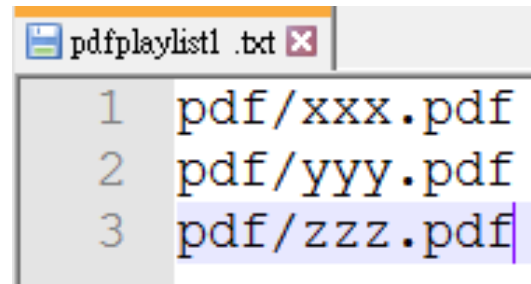 pdfplaylist1 .txt
1 pdf/xxx.pdf
2 pdf/yyy.pdf
3 pdf/zzz.pdf